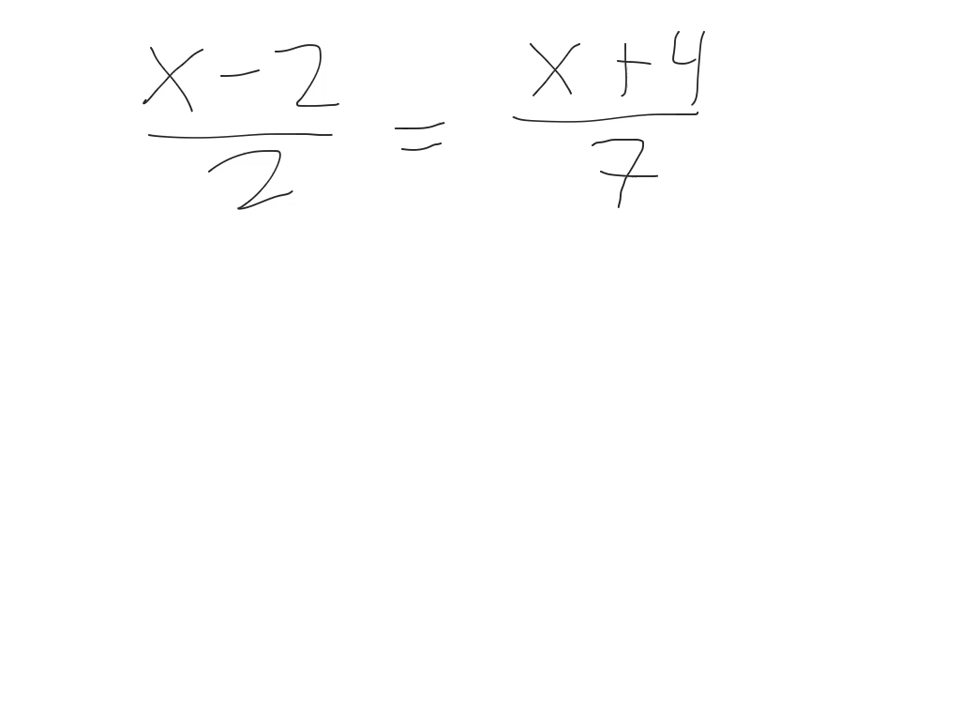 x - 2 = x + 4
2 7